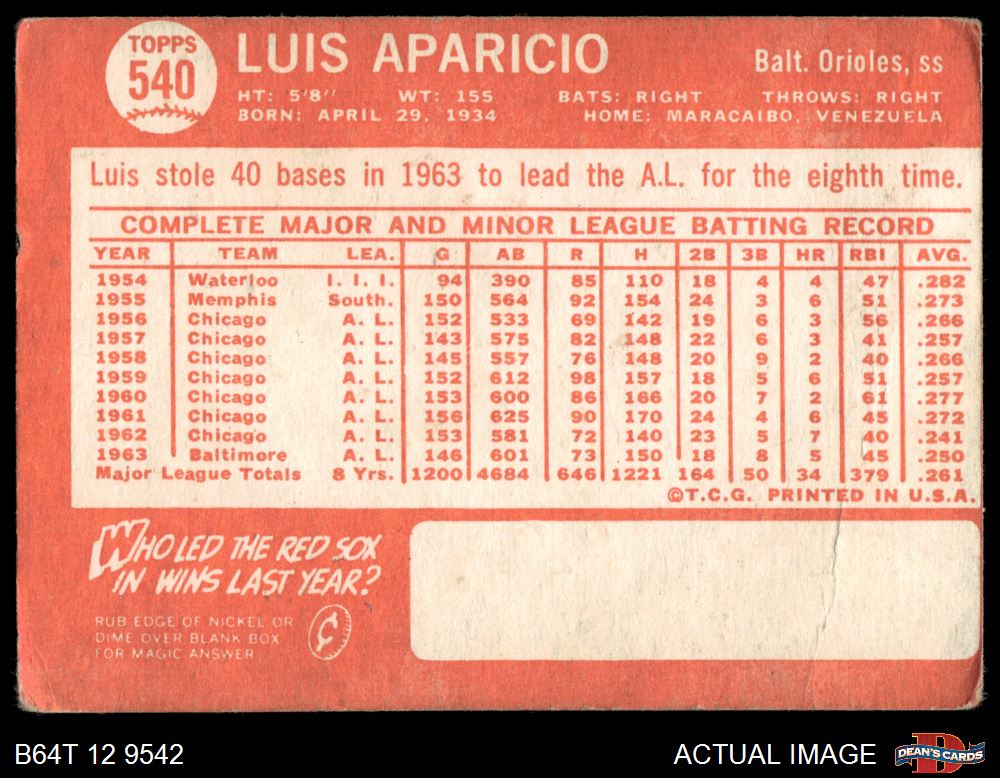 TOPPS
540
LUIS APARICIO
Balt. Orioles, ss
HT: 5'8" WT: 155 BATS: RIGHT THROWS: RIGHT
BORN: APRIL 29, 1934 HOME: MARACAIBO, VENEZUELA
Luis stole 40 bases in 1963 to lead the A.L. for the eighth time.
COMPLETE MAJOR AND MINOR LEAGUE BATTING RECORD
YEAR TEAM LEA. G AB R H 2B 3B HR RBI AVG.
1954 Waterloo I. I. I. 94 390 85 110 18 4 4 47 .282
1955 Memphis South. 150 564 92 154 24 3 6 51 .273
1956 Chicago A. L. 152 533 69 142 19 6 3 56 .266
1957 Chicago A. L. 143 575 82 148 22 6 3 41 .257
1958 Chicago A. L. 145 557 76 148 20 9 2 40 .266
1959 Chicago A. L. 152 612 98 157 18 5 6 51 .257
1960 Chicago A. L. 153 600 86 166 20 7 2 61 .277
1961 Chicago A. L. 156 625 90 170 24 4 6 45 .272
1962 Chicago A. L. 153 581 72 140 23 5 7 40 .241
1963 Baltimore A. L. 146 601 73 150 18 8 5 45 .250
Major League Totals 8 Yrs. 1200 4684 646 1221 164 50 34 379 .261
©T.C.G. PRINTED IN U.S.A.
WHO LED THE RED SOX
IN WINS LAST YEAR?
RUB EDGE OF NICKEL OR
DIME OVER BLANK BOX
FOR MAGIC ANSWER
¢
B64T 12 9542
ACTUAL IMAGE
D
DEAN'S CARDS